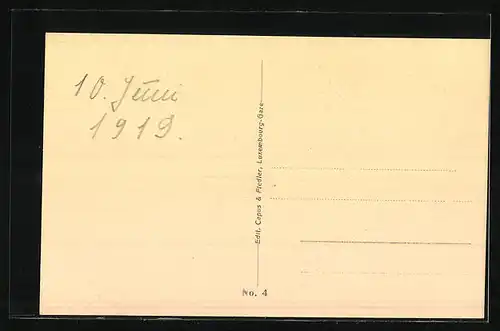 10. Juni
1919.
Edit. Capus & Fiedler, Luxembourg-Gare
No. 4